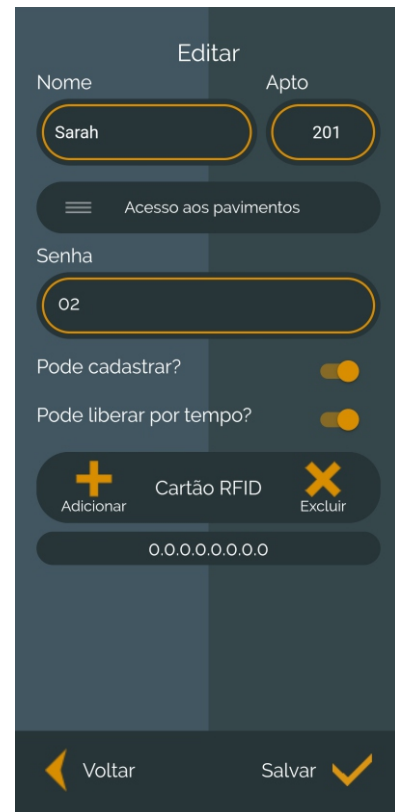 Editar
Nome Apto
Sarah 201
Acesso aos pavimentos
Senha
02
Pode cadastrar?
Pode liberar por tempo?
Adicionar Cartão RFID Excluir
0.0.0.0.0.0.0.0
Voltar Salvar